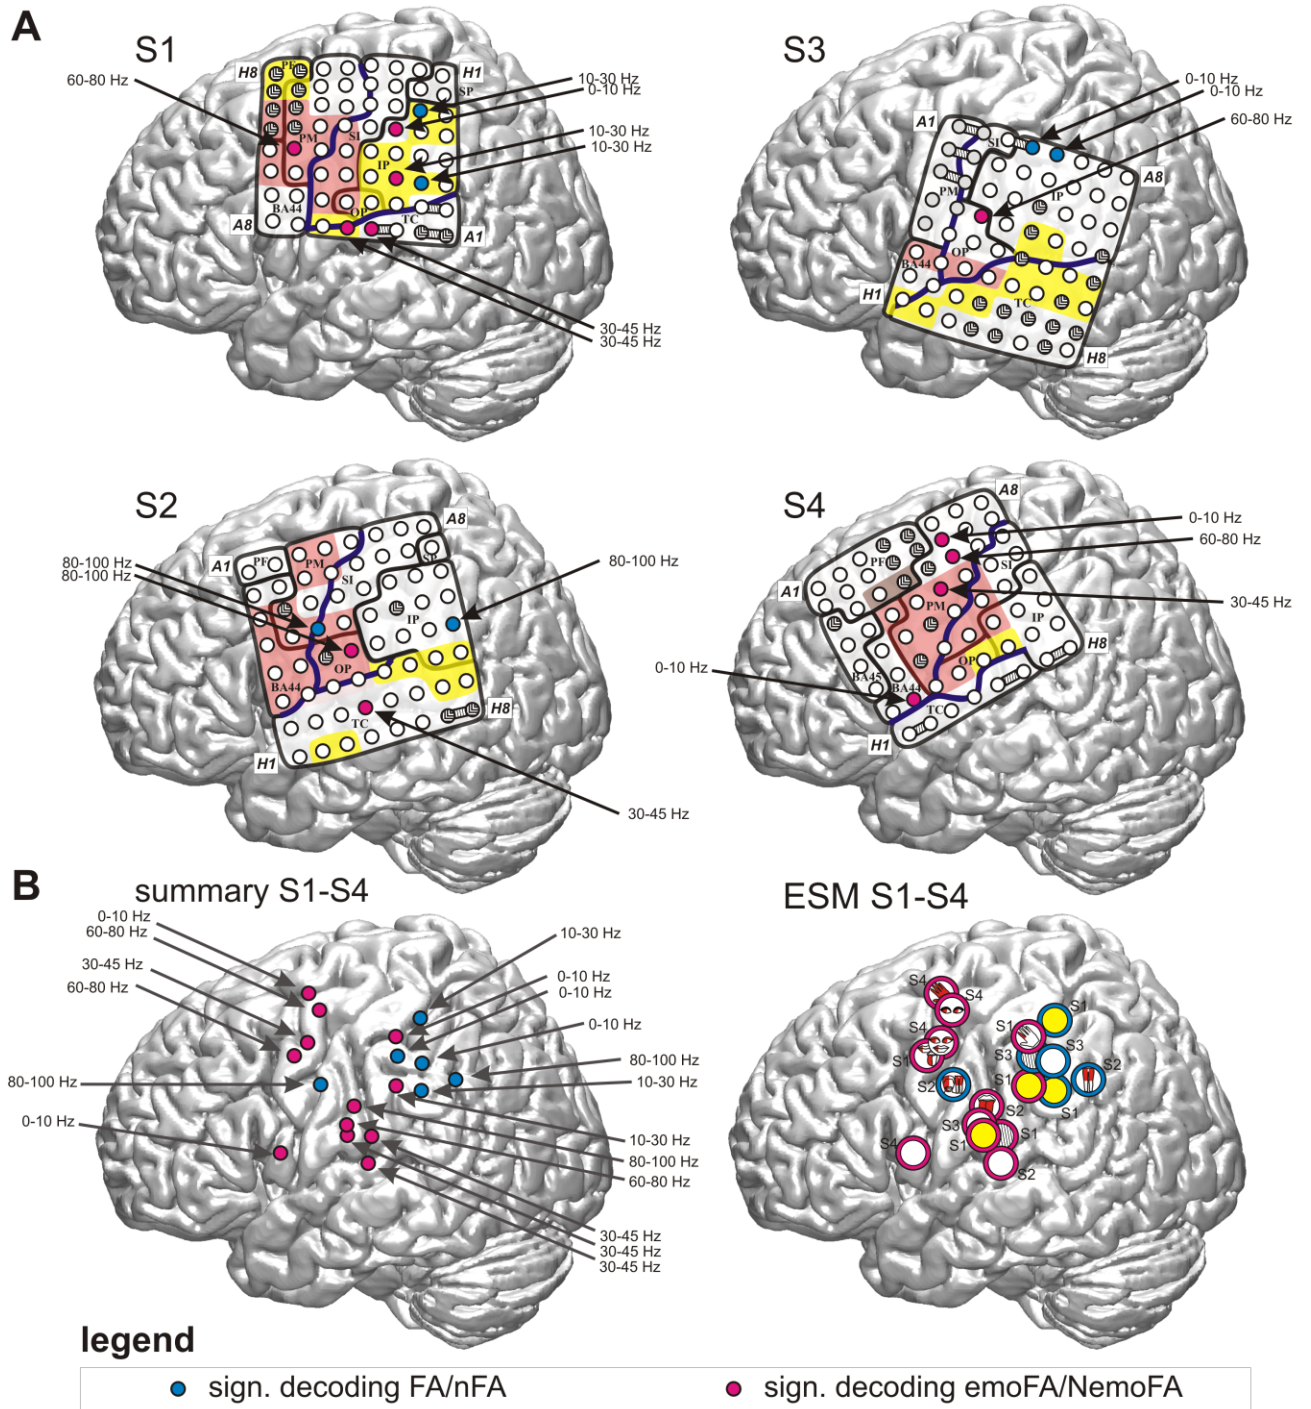 A
S1
H8
PF
H1
SP
60-80 Hz
10-30 Hz
0-10 Hz
PM
SI
10-30 Hz
10-30 Hz
IP
BA44
OP
TC
A8
A1
30-45 Hz
30-45 Hz
S3
0-10 Hz
0-10 Hz
60-80 Hz
A1
SI
A8
PM
IP
BA44
OP
H1
TC
H8
S2
A8
A1
PF
PM
SP
SI
80-100 Hz
80-100 Hz
80-100 Hz
IP
OP
BA44
TC
H8
H1
30-45 Hz
S4
A8
0-10 Hz
60-80 Hz
PF
SI
A1
PM
30-45 Hz
IP
H8
0-10 Hz
OP
BA45
BA44
TC
H1
B
summary S1-S4
0-10 Hz
60-80 Hz
30-45 Hz
60-80 Hz
80-100 Hz
0-10 Hz
10-30 Hz
0-10 Hz
0-10 Hz
0-10 Hz
80-100 Hz
10-30 Hz
10-30 Hz
80-100 Hz
60-80 Hz
30-45 Hz
30-45 Hz
30-45 Hz
ESM S1-S4
S4
S4
S4
S1
S2
S1
S1
S3
S3
S2
S1
S1
S2
S3
S1
S1
S4
S2
legend
sign. decoding FA/nFA
sign. decoding emoFA/NemoFA